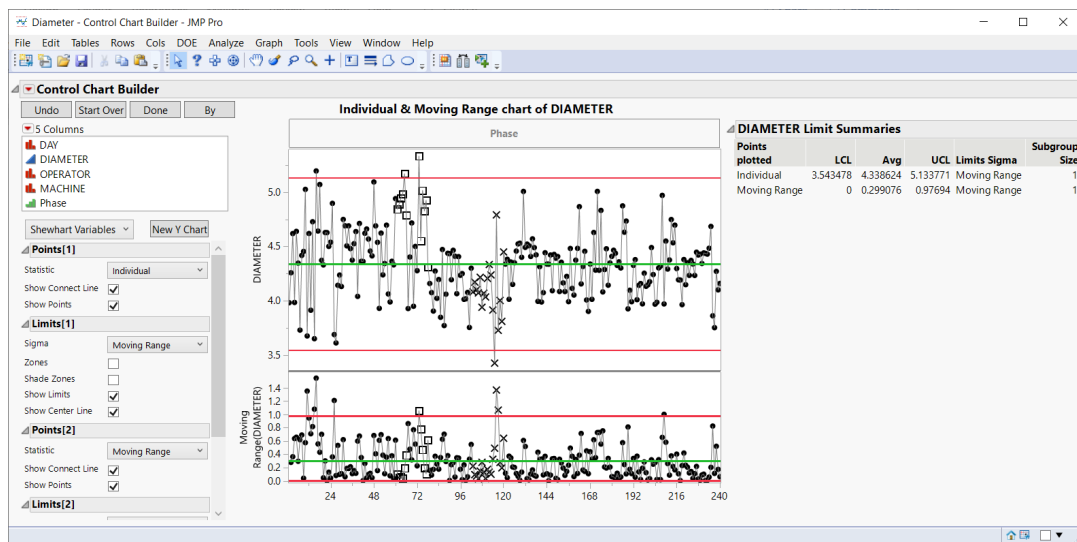 Diameter - Control Chart Builder - JMP Pro
File Edit Tables Rows Cols DOE Analyze Graph Tools View Window Help
Control Chart Builder
Undo Start Over Done By
5 Columns
DAY
DIAMETER
OPERATOR
MACHINE
Phase
Shewhart Variables New Y Chart
Points[1]
Statistic Individual
Show Connect Line
Show Points
Limits[1]
Sigma Moving Range
Zones
Shade Zones
Show Limits
Show Center Line
Points[2]
Statistic Moving Range
Show Connect Line
Show Points
Limits[2]
Individual & Moving Range chart of DIAMETER
Phase
DIAMETER
5.0
4.5
4.0
3.5
Moving
Range(DIAMETER)
1.4
1.2
1.0
0.8
0.6
0.4
0.2
0.0
24 48 72 96 120 144 168 192 216 240
DIAMETER Limit Summaries
Points Subgroup
plotted LCL Avg UCL Limits Sigma Size
Individual 3.543478 4.338624 5.133771 Moving Range 1
Moving Range 0 0.299076 0.97694 Moving Range 1